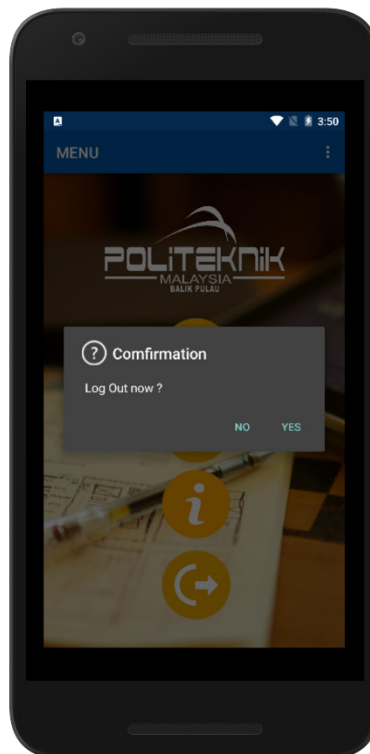 3:50
MENU
POLITEKNIK
MALAYSIA
BALIK PULAU
Comfirmation
Log Out now ?
NO YES